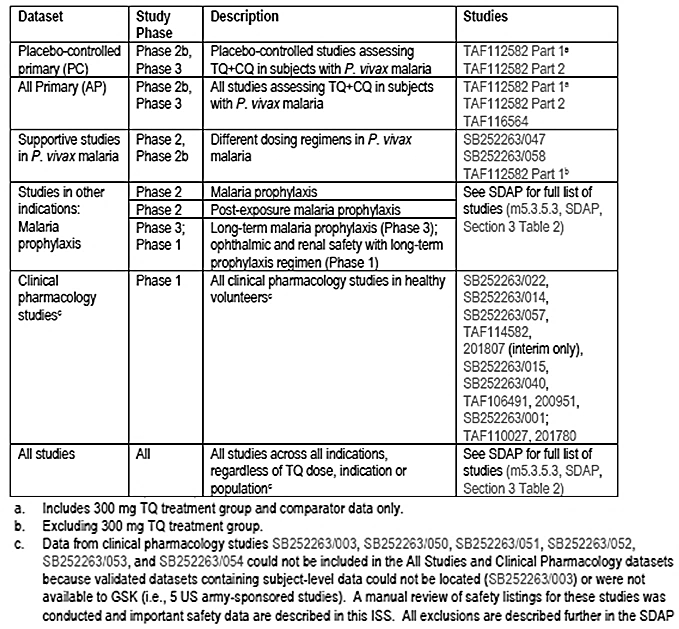 Dataset Study Phase Description Studies
Placebo-controlled primary (PC) Phase 2b, Phase 3 Placebo-controlled studies assessing TQ+CQ in subjects with P. vivax malaria TAF112582 Part 1a
TAF112582 Part 2
All Primary (AP) Phase 2b, Phase 3 All studies assessing TQ+CQ in subjects with P. vivax malaria TAF112582 Part 1a
TAF112582 Part 2
TAF116564
Supportive studies in P. vivax malaria Phase 2, Phase 2b Different dosing regimens in P. vivax malaria SB252263/047
SB252263/058
TAF112582 Part 1b
Studies in other indications: Malaria prophylaxis Phase 2 Malaria prophylaxis See SDAP for full list of studies (m5.3.5.3, SDAP, Section 3 Table 2)
Phase 2 Post-exposure malaria prophylaxis
Phase 3; Phase 1 Long-term malaria prophylaxis (Phase 3); ophthalmic and renal safety with long-term prophylaxis regimen (Phase 1)
Clinical pharmacology studiesc Phase 1 All clinical pharmacology studies in healthy volunteersc SB252263/022,
SB252263/014,
SB252263/057,
TAF114582,
201807 (interim only),
SB252263/015,
SB252263/040,
TAF106491, 200951,
SB252263/001;
TAF110027, 201780
All studies All All studies across all indications, regardless of TQ dose, indication or populationc See SDAP for full list of studies (m5.3.5.3, SDAP, Section 3 Table 2)
a. Includes 300 mg TQ treatment group and comparator data only.
b. Excluding 300 mg TQ treatment group.
c. Data from clinical pharmacology studies SB252263/003, SB252263/050, SB252263/051, SB252263/052,
SB252263/053, and SB252263/054 could not be included in the All Studies and Clinical Pharmacology datasets
because validated datasets containing subject-level data could not be located (SB252263/003) or were not
available to GSK (i.e., 5 US army-sponsored studies). A manual review of safety listings for these studies was
conducted and important safety data are described in this ISS. All exclusions are described further in the SDAP